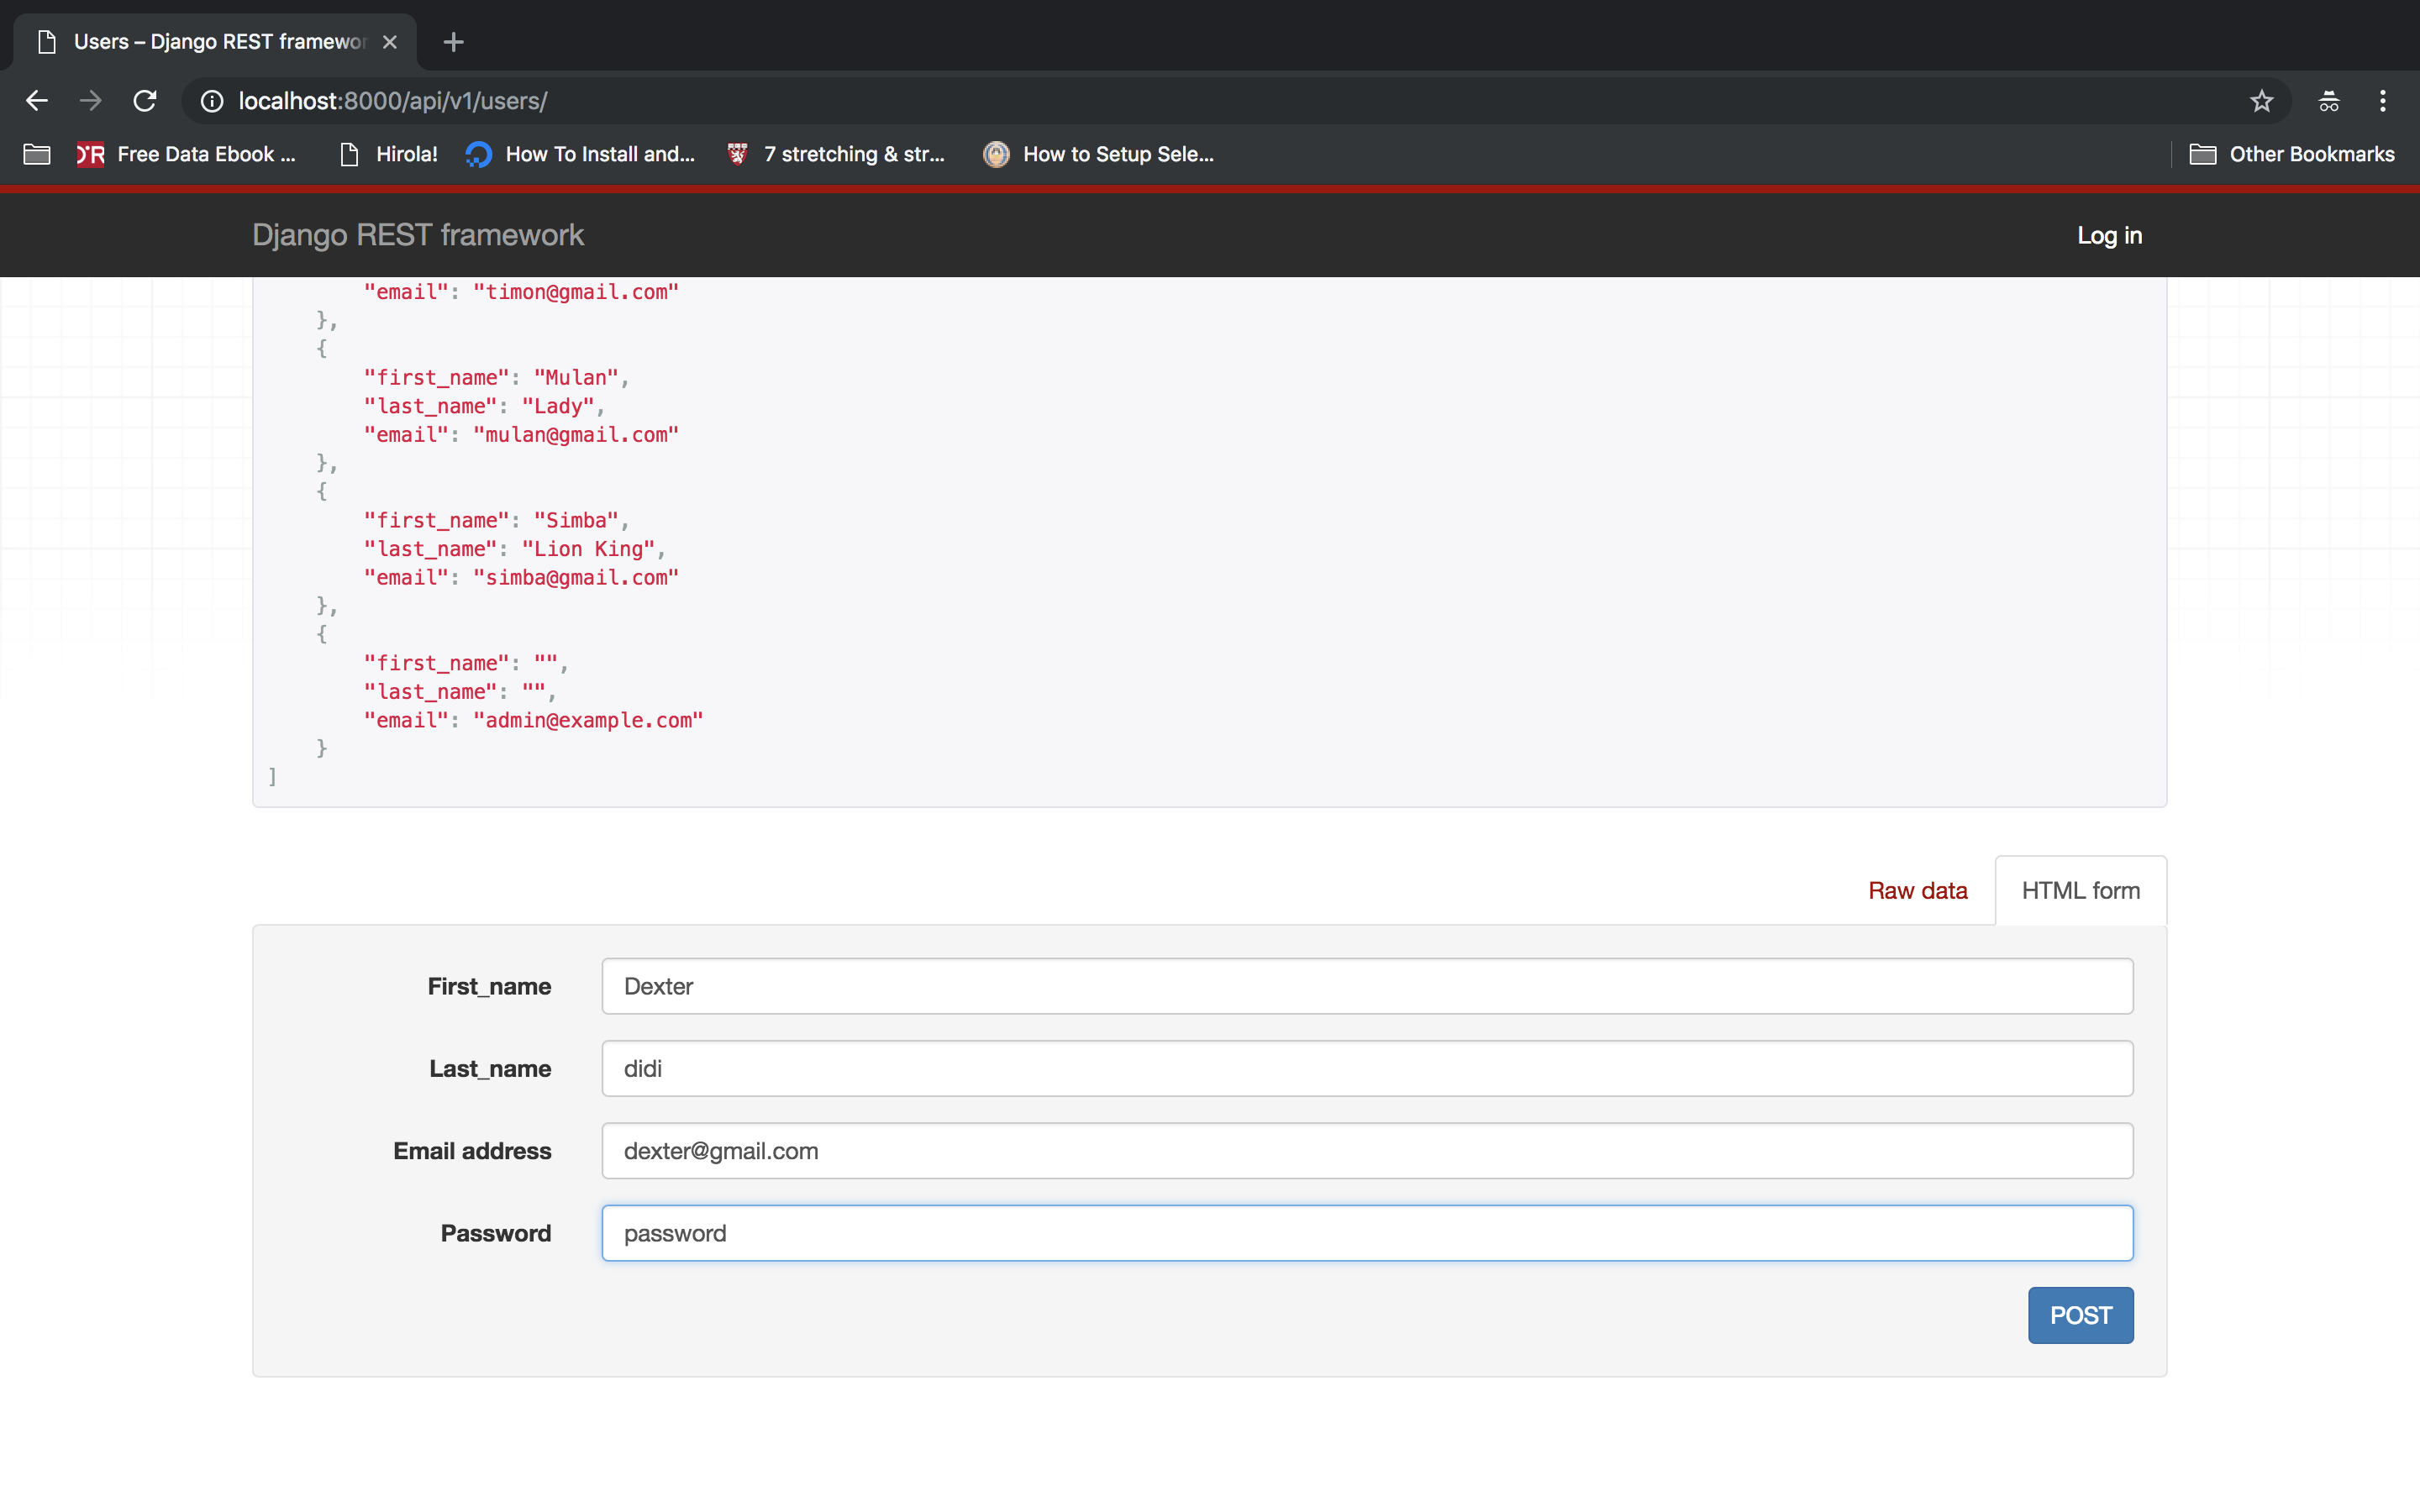 Users – Django REST framewor
localhost:8000/api/v1/users/
Free Data Ebook ... Hirola! How To Install and... 7 stretching & str... How to Setup Sele... Other Bookmarks
Django REST framework Log in
"email": "timon@gmail.com"
},
{
"first_name": "Mulan",
"last_name": "Lady",
"email": "mulan@gmail.com"
},
{
"first_name": "Simba",
"last_name": "Lion King",
"email": "simba@gmail.com"
},
{
"first_name": "",
"last_name": "",
"email": "admin@example.com"
}
]
Raw data HTML form
First_name Dexter
Last_name didi
Email address dexter@gmail.com
Password password
POST